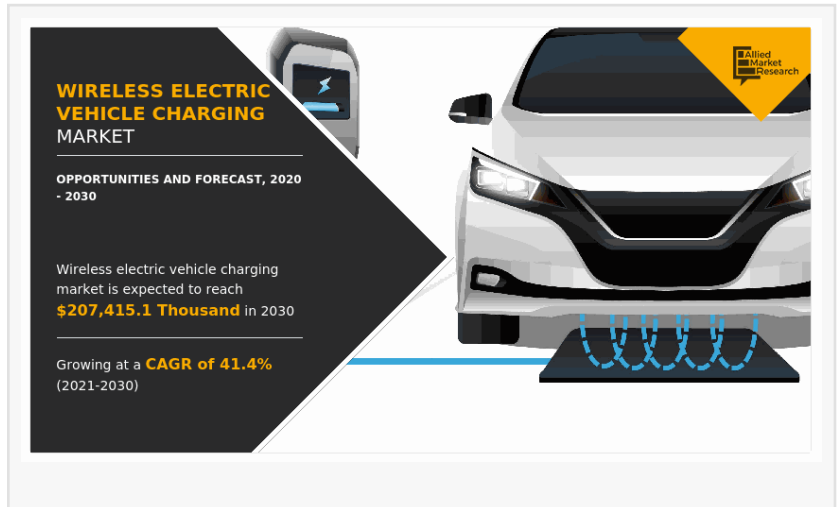 WIRELESS ELECTRIC
VEHICLE CHARGING
MARKET
OPPORTUNITIES AND FORECAST, 2020
- 2030
Wireless electric vehicle charging
market is expected to reach
$207,415.1 Thousand in 2030
Growing at a CAGR of 41.4%
(2021-2030)
Allied
Market
Research